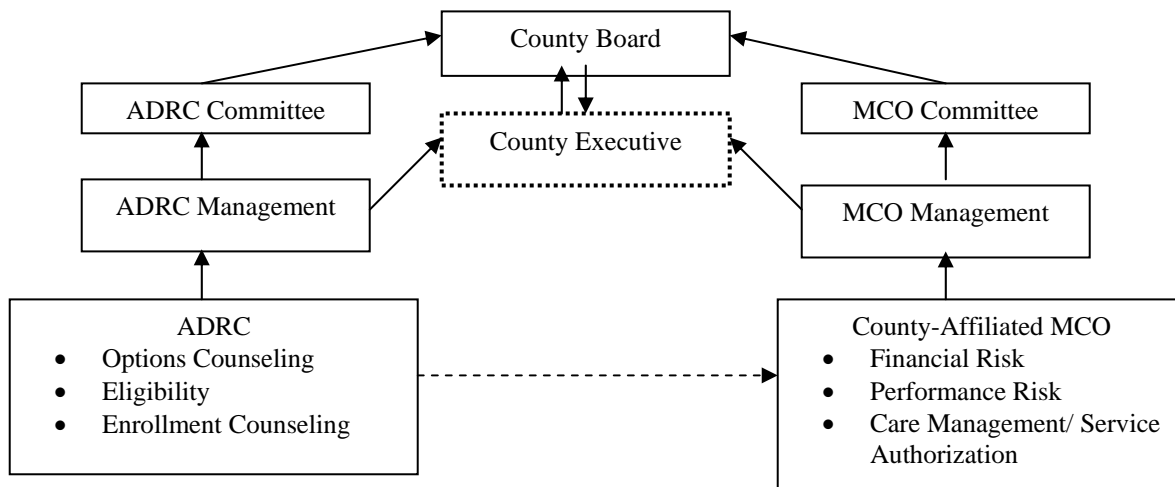 County Board
ADRC Committee
MCO Committee
County Executive
ADRC Management
MCO Management
ADRC
• Options Counseling
• Eligibility
• Enrollment Counseling
County-Affiliated MCO
• Financial Risk
• Performance Risk
• Care Management/ Service
Authorization